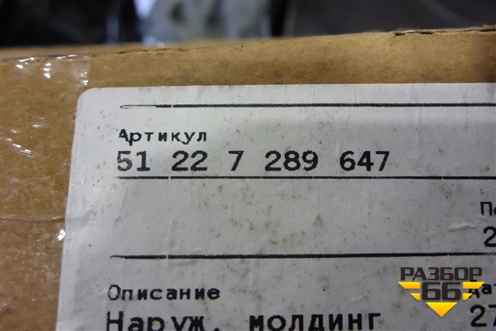 Артикул
51 22 7 289 647
Описание
Наруж. молдинг
РАЗБОР
66